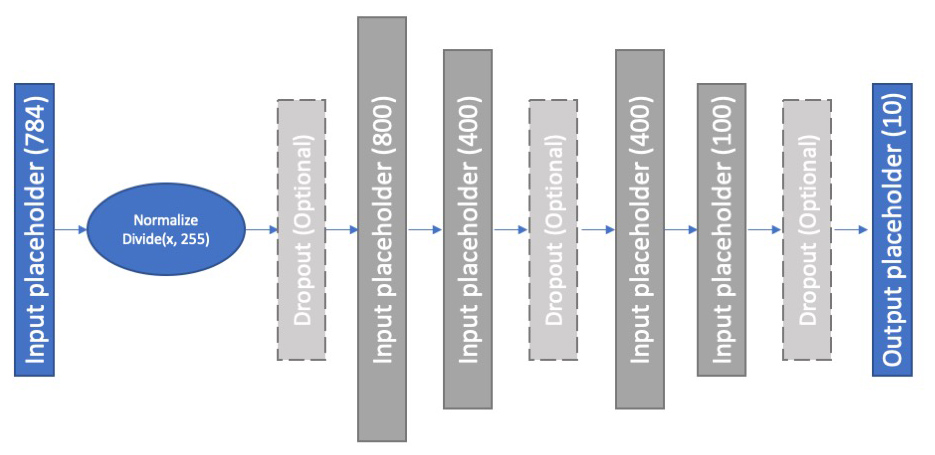 Input placeholder (784)
Normalize
Divide(x, 255)
Dropout (Optional)
Input placeholder (800)
Input placeholder (400)
Dropout (Optional)
Input placeholder (400)
Input placeholder (100)
Dropout (Optional)
Output placeholder (10)